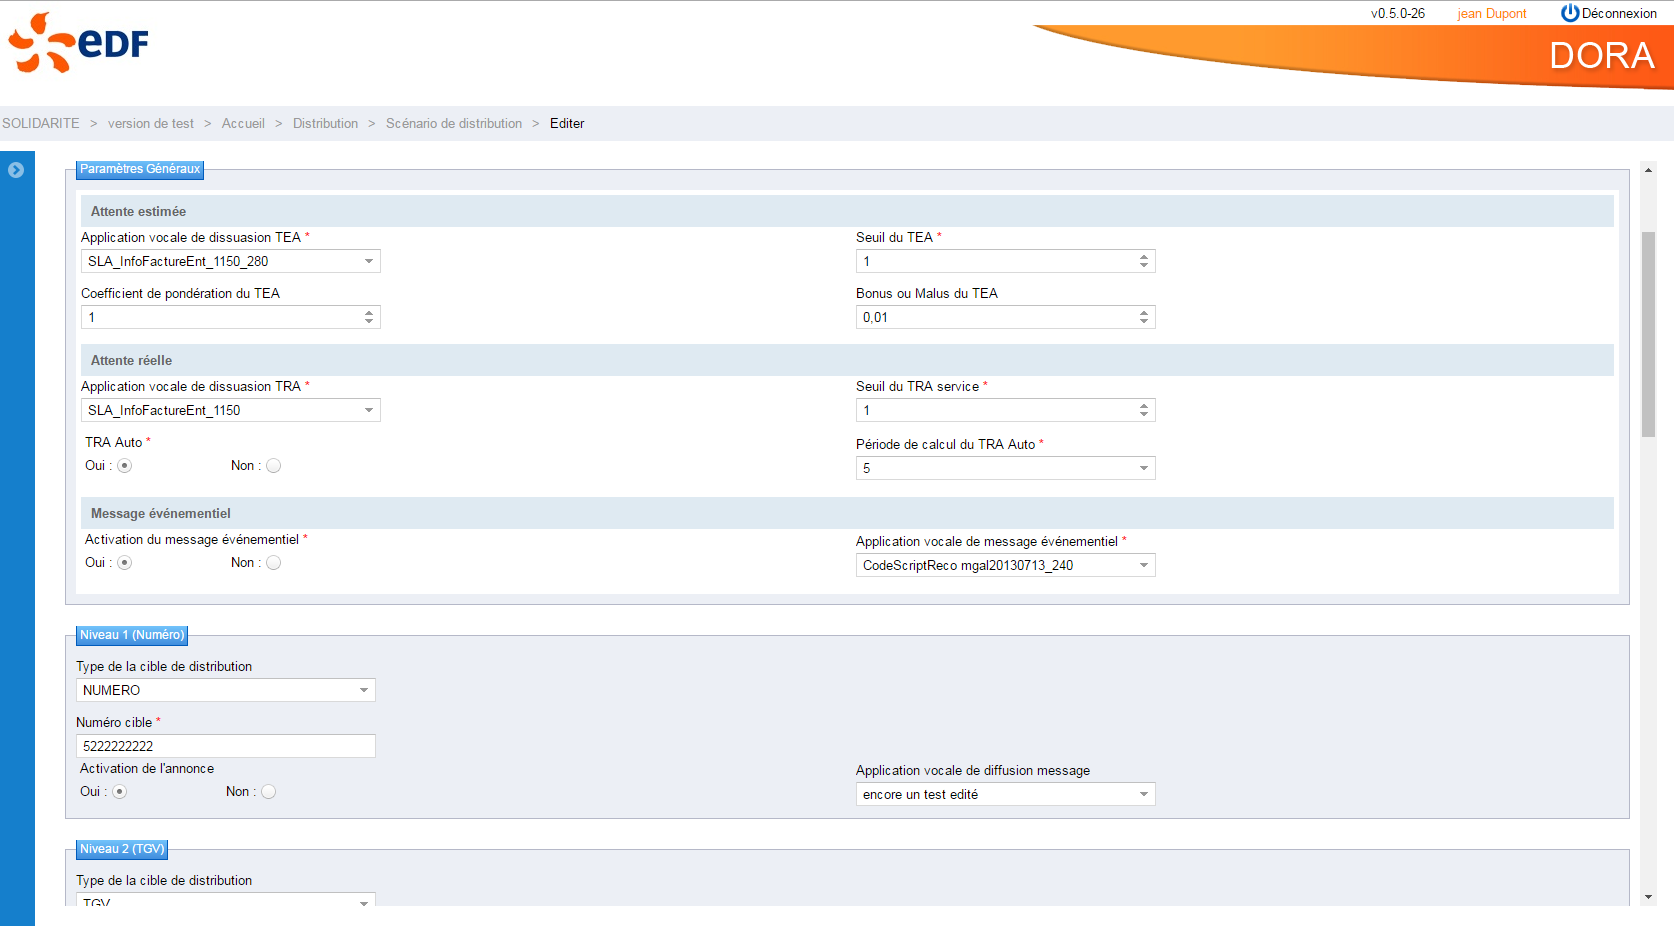 v0.5.0-26 jean Dupont Déconnexion
eDF
DORA
SOLIDARITE > version de test > Accueil > Distribution > Scénario de distribution > Editer
Paramètres Généraux
Attente estimée
Application vocale de dissuasion TEA * Seuil du TEA *
SLA_InfoFactureEnt_1150_280 1
Coefficient de pondération du TEA Bonus ou Malus du TEA
1 0,01
Attente réelle
Application vocale de dissuasion TRA * Seuil du TRA service *
SLA_InfoFactureEnt_1150 1
TRA Auto * Période de calcul du TRA Auto *
Oui : Non : 5
Message événementiel
Activation du message événementiel * Application vocale de message événementiel *
Oui : Non : CodeScriptReco mgal20130713_240
Niveau 1 (Numéro)
Type de la cible de distribution
NUMERO
Numéro cible *
5222222222
Activation de l'annonce Application vocale de diffusion message
Oui : Non : encore un test edité
Niveau 2 (TGV)
Type de la cible de distribution
TGV